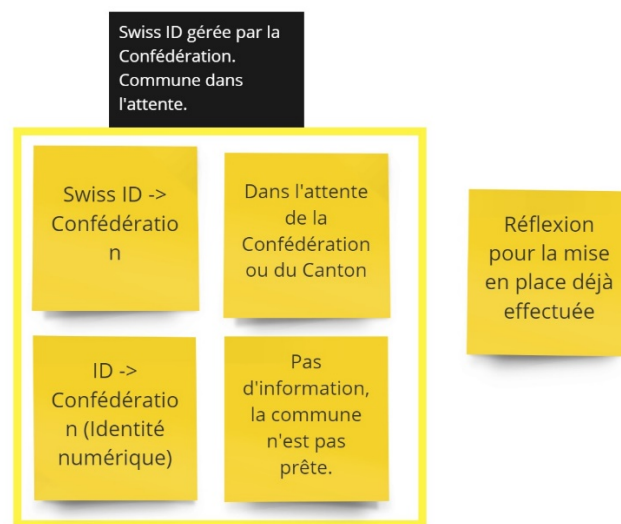 Swiss ID gérée par la
Confédération.
Commune dans
l'attente.
Swiss ID ->
Confédératio
n
Dans l'attente
de la
Confédération
ou du Canton
Réflexion
pour la mise
en place déjà
effectuée
ID ->
Confédératio
n (Identité
numérique)
Pas
d'information,
la commune
n'est pas
prête.